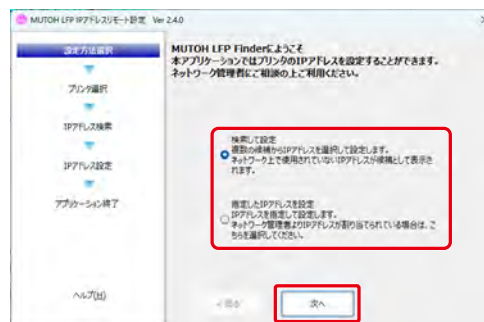 MUTOH LFP IPアドレスリモート設定 Ver 2.4.0
設定方法選択
プリンタ選択
IPアドレス検索
IPアドレス設定
アプリケーション終了
ヘルプ(H)
MUTOH LFP Finderにようこそ
本アプリケーションではプリンタのIPアドレスを設定することができます。
ネットワーク管理者にご相談の上ご利用ください。
検索して設定
複数の候補からIPアドレスを選択して設定します。
ネットワーク上で使用されていないIPアドレスが候補として表示さ
れます。
指定したIPアドレスを設定
IPアドレスを指定して設定します。
ネットワーク管理者よりIPアドレスが割り当てられている場合は、こ
ちらを選択してください。
< 戻る
次へ